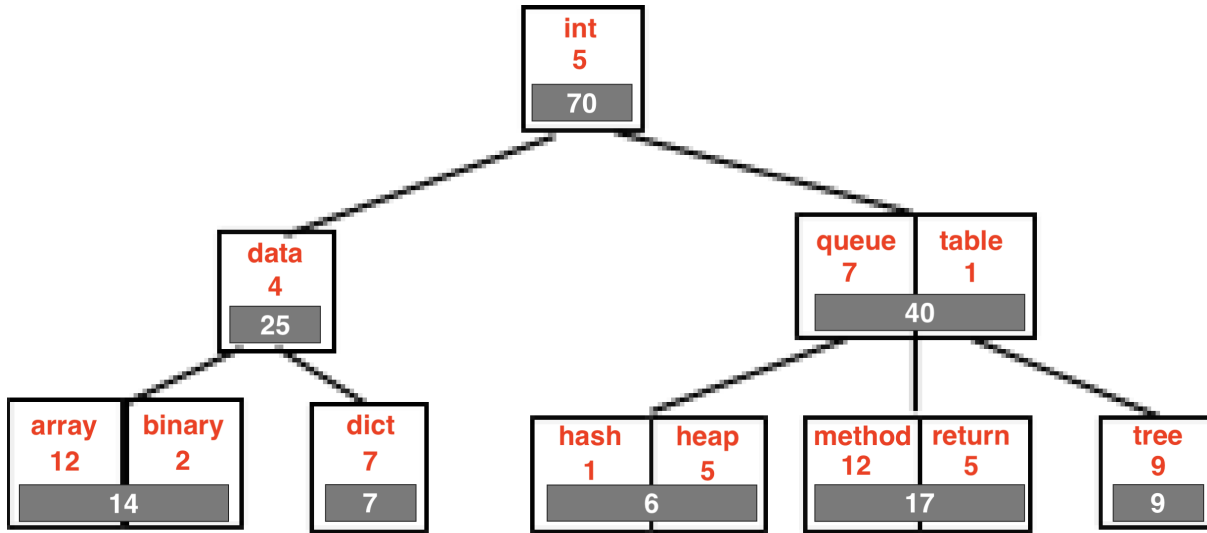 int
5
70
data
4
25
queue table
7 1
40
array binary
12 2
14
dict
7
7
hash heap
1 5
6
method return
12 5
17
tree
9
9